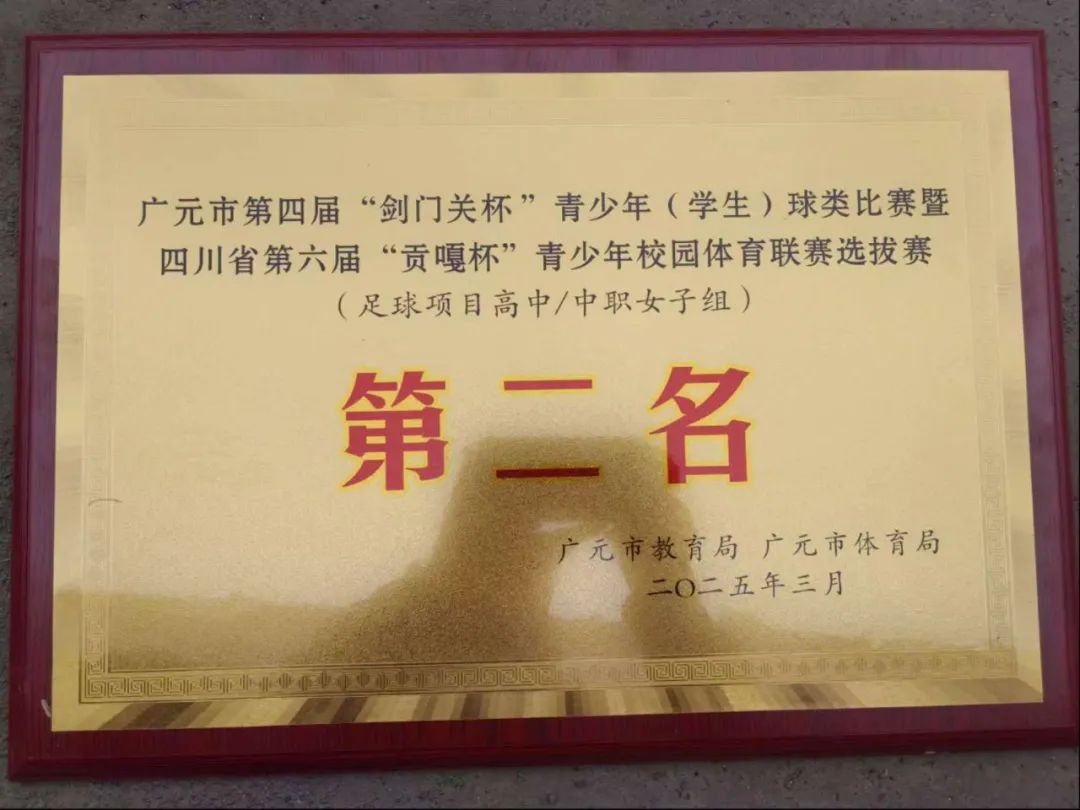 广元市第四届“剑门关杯”青少年（学生）球类比赛暨
四川省第六届“贡嘎杯”青少年校园体育联赛选拔赛
（足球项目高中/中职女子组）
第二名
广元市教育局 广元市体育局
二〇二五年三月